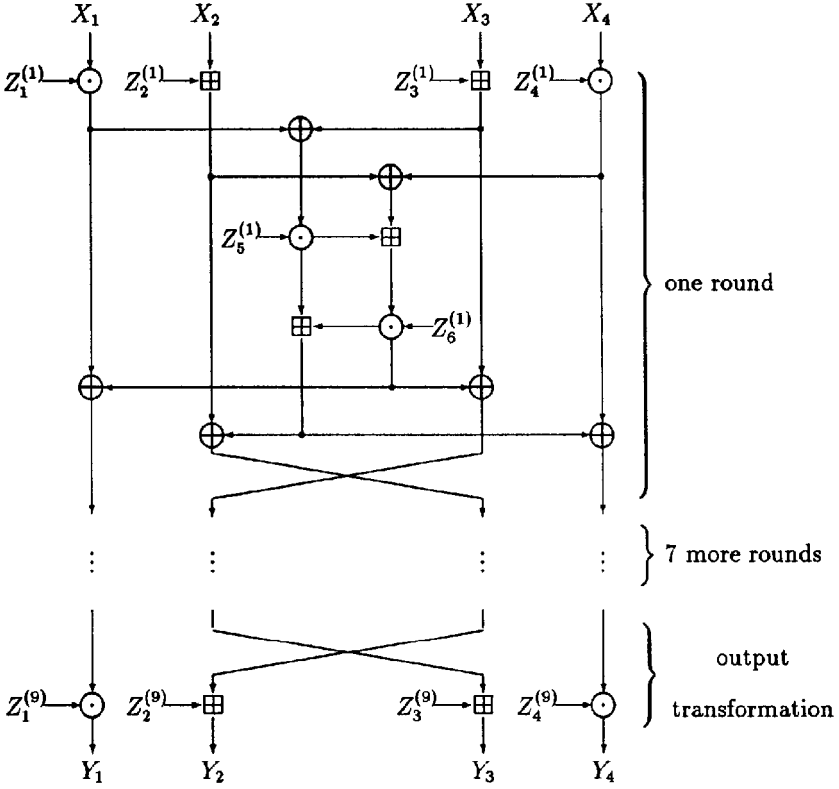 X₁ X₂ X₃ X₄
Z₁⁽¹⁾ Z₂⁽¹⁾ Z₃⁽¹⁾ Z₄⁽¹⁾
Z₅⁽¹⁾
one round
Z₆⁽¹⁾
7 more rounds
output
transformation
Z₁⁽⁹⁾ Z₂⁽⁹⁾ Z₃⁽⁹⁾ Z₄⁽⁹⁾
Y₁ Y₂ Y₃ Y₄